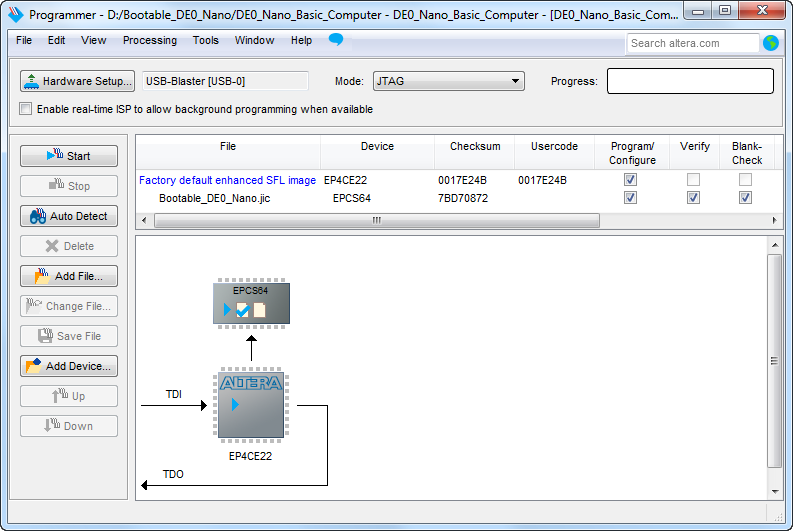 Programmer - D:/Bootable_DE0_Nano/DE0_Nano_Basic_Computer - DE0_Nano_Basic_Computer - [DE0_Nano_Basic_Com...
File Edit View Processing Tools Window Help
Search altera.com
Hardware Setup... USB-Blaster [USB-0] Mode: JTAG Progress:
Enable real-time ISP to allow background programming when available
Start
Stop
Auto Detect
Delete
Add File...
Change File...
Save File
Add Device...
Up
Down
File Device Checksum Usercode Program/ Verify Blank-
Configure Check
Factory default enhanced SFL image EP4CE22 0017E24B 0017E24B
Bootable_DE0_Nano.jic EPCS64 7BD70872
EPCS64
ALTERA
TDI
EP4CE22
TDO